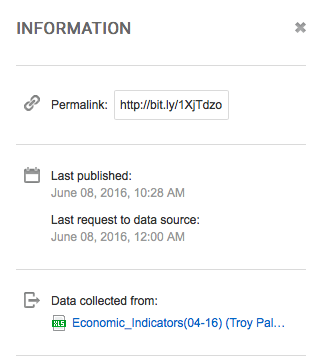 INFORMATION
Permalink: http://bit.ly/1XjTdzo
Last published:
June 08, 2016, 10:28 AM
Last request to data source:
June 08, 2016, 12:00 AM
Data collected from:
XLS Economic_Indicators(04-16) (Troy Pal...